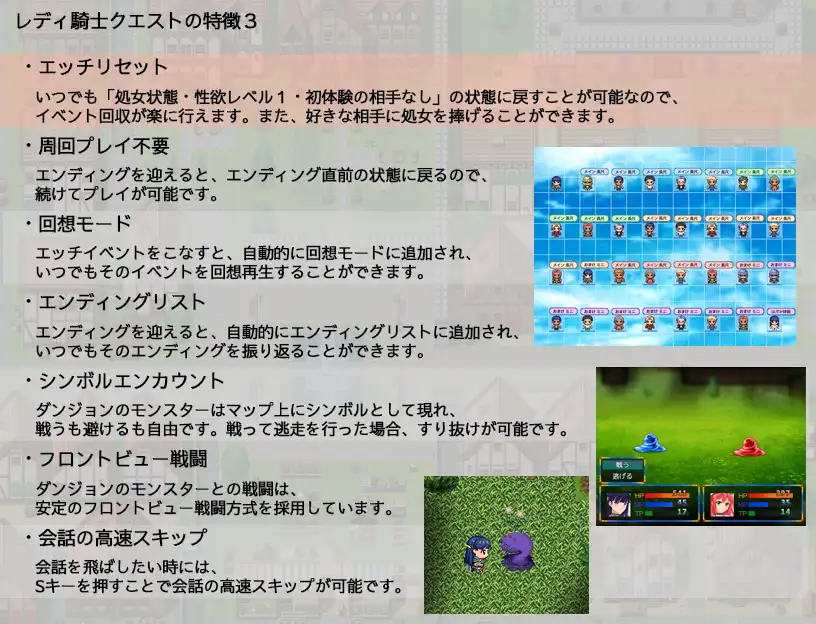 レディ騎士クエストの特徴３
・エッチリセット
いつでも「処女状態・性欲レベル１・初体験の相手なし」の状態に戻すことが可能なので、
イベント回収が楽に行えます。また、好きな相手に処女を捧げることができます。
・周回プレイ不要
エンディングを迎えると、エンディング直前の状態に戻るので、
続けてプレイが可能です。
・回想モード
エッチイベントをこなすと、自動的に回想モードに追加され、
いつでもそのイベントを回想再生することができます。
・エンディングリスト
エンディングを迎えると、自動的にエンディングリストに追加され、
いつでもそのエンディングを振り返ることができます。
・シンボルエンカウント
ダンジョンのモンスターはマップ上にシンボルとして現れ、
戦うも避けるも自由です。戦って逃走を行った場合、すり抜けが可能です。
・フロントビュー戦闘
ダンジョンのモンスターとの戦闘は、
安定のフロントビュー戦闘方式を採用しています。
・会話の高速スキップ
会話を飛ばしたい時には、
Sキーを押すことで会話の高速スキップが可能です。
戦う
逃げる
HP
TP 17
HP
TP 14